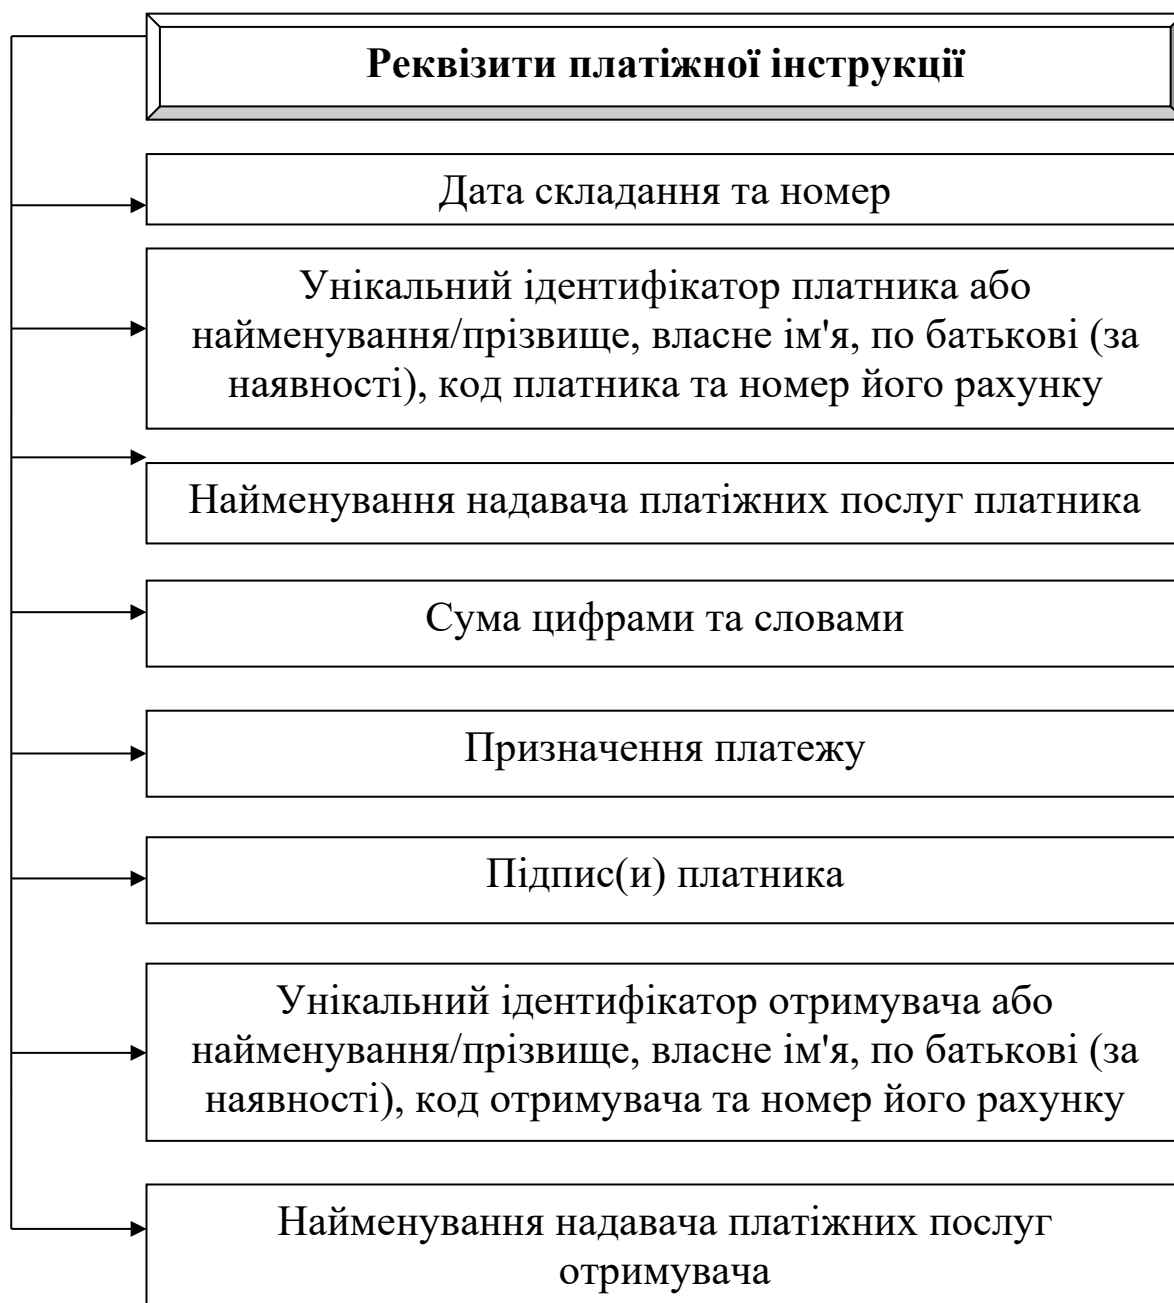 Реквізити платіжної інструкції
Дата складання та номер
Унікальний ідентифікатор платника або
найменування/прізвище, власне ім'я, по батькові (за
наявності), код платника та номер його рахунку
Найменування надавача платіжних послуг платника
Сума цифрами та словами
Призначення платежу
Підпис(и) платника
Унікальний ідентифікатор отримувача або
найменування/прізвище, власне ім'я, по батькові (за
наявності), код отримувача та номер його рахунку
Найменування надавача платіжних послуг
отримувача